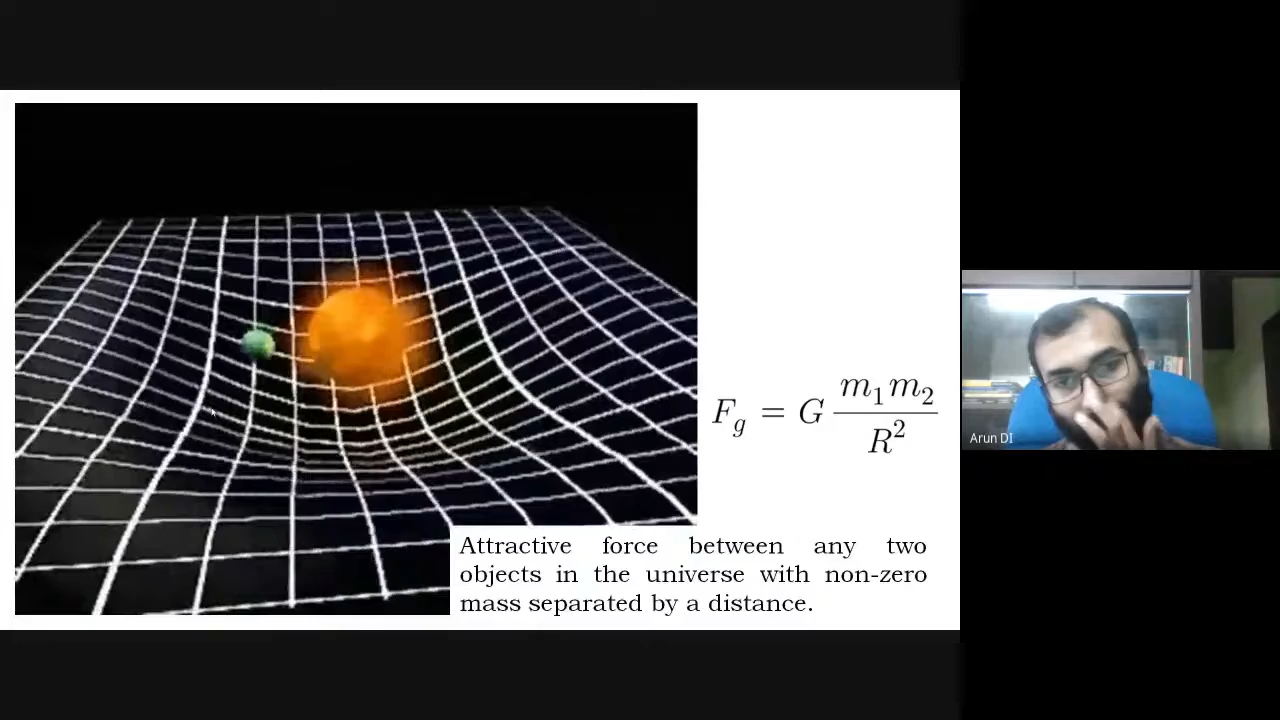 F_g = G \frac{m_1 m_2}{R^2}
Attractive force between any two
objects in the universe with non-zero
mass separated by a distance.
Arun DI